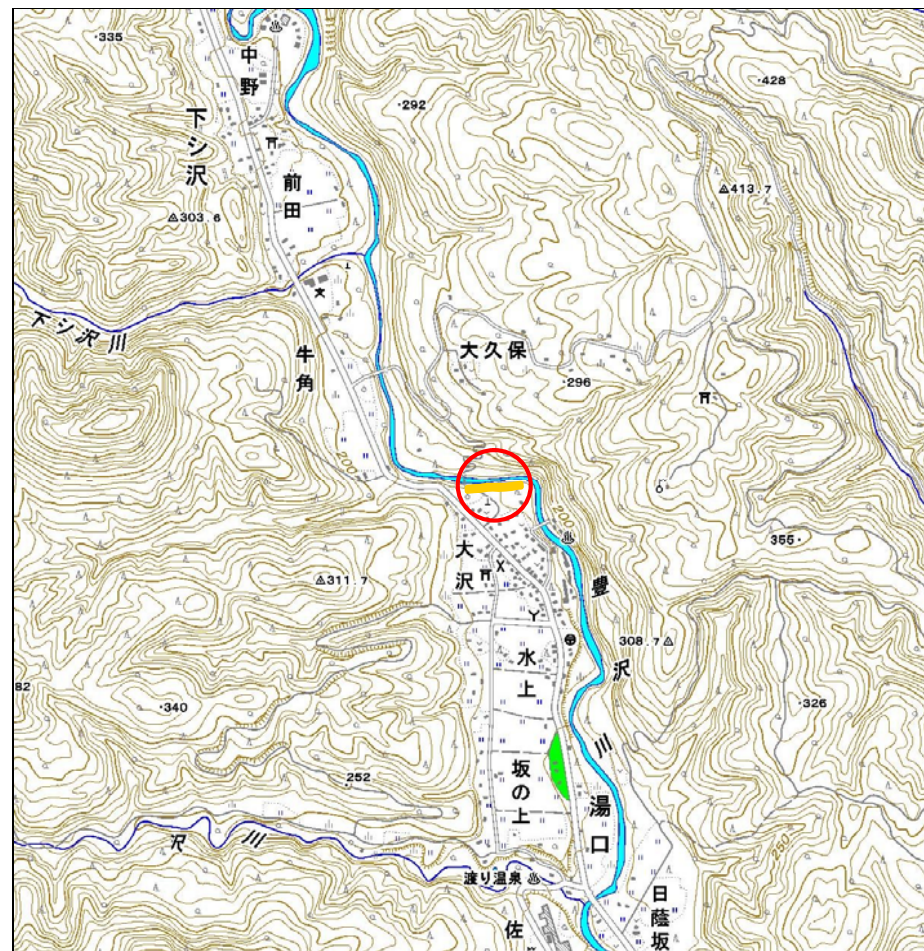 335
中野
428
292
下シ沢
前田
413.7
303.6
下シ沢川
大久保
牛角
296
200
200
355
大沢
311.7
豊沢川
308.7
水上
82
340
326
252
坂の上
湯口
沢川
250
渡り温泉
日蔭坂
佐